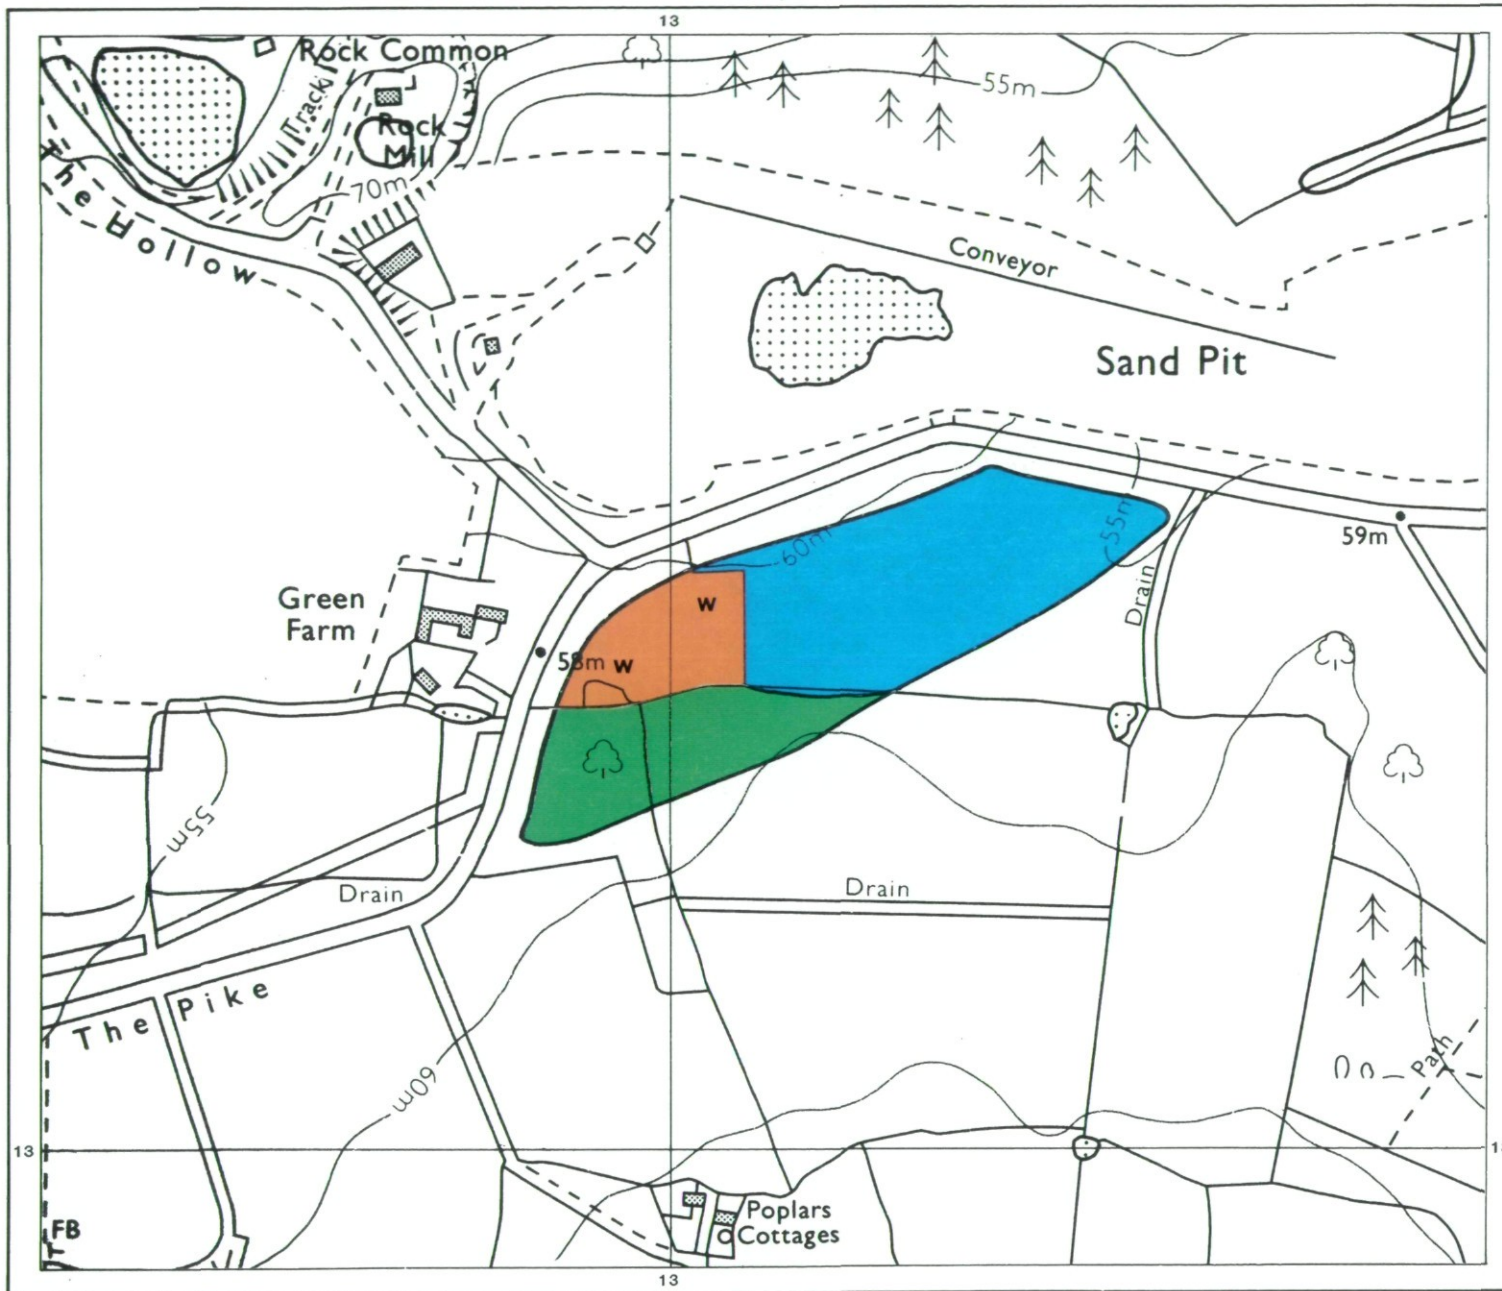 13
Rock Common
Track
Rock
Mill
70m
55m
The Hollow
Conveyor
Sand Pit
60m
55m
59m
Drain
Green
Farm
w
58m w
55m
Drain
Drain
The Pike
60m
Path
13
FB
Poplars
Cottages
13